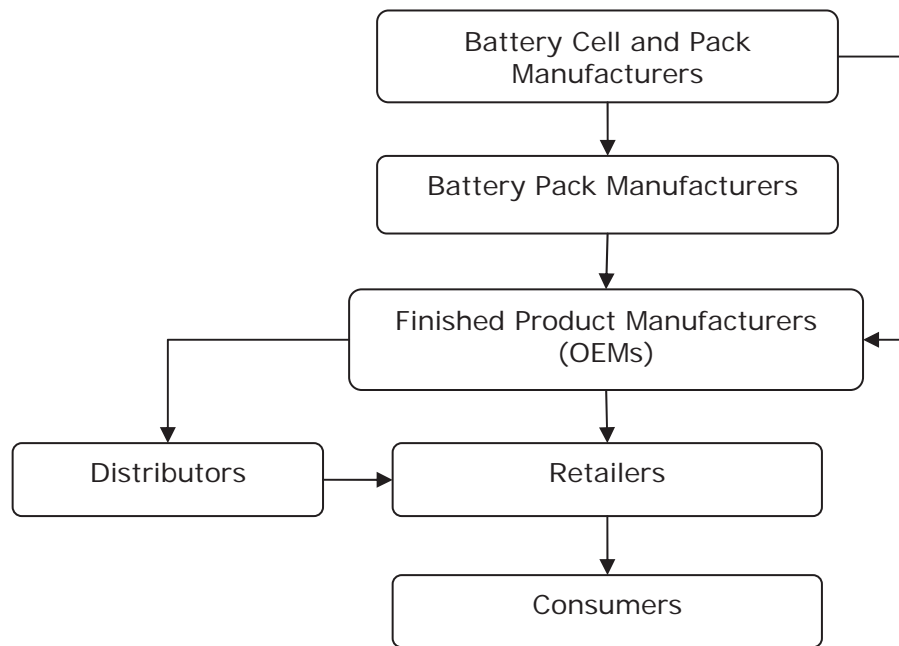 Battery Cell and Pack
Manufacturers
Battery Pack Manufacturers
Finished Product Manufacturers
(OEMs)
Distributors
Retailers
Consumers